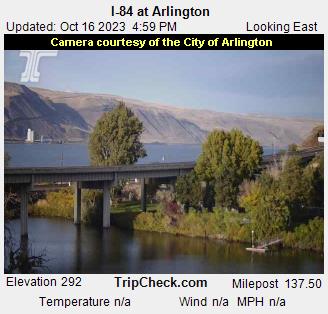 I-84 at Arlington
Updated: Oct 16 2023 4:59 PM Looking East
Camera courtesy of the City of Arlington
Elevation 292 TripCheck.com Milepost 137.50
Temperature n/a Wind n/a MPH n/a